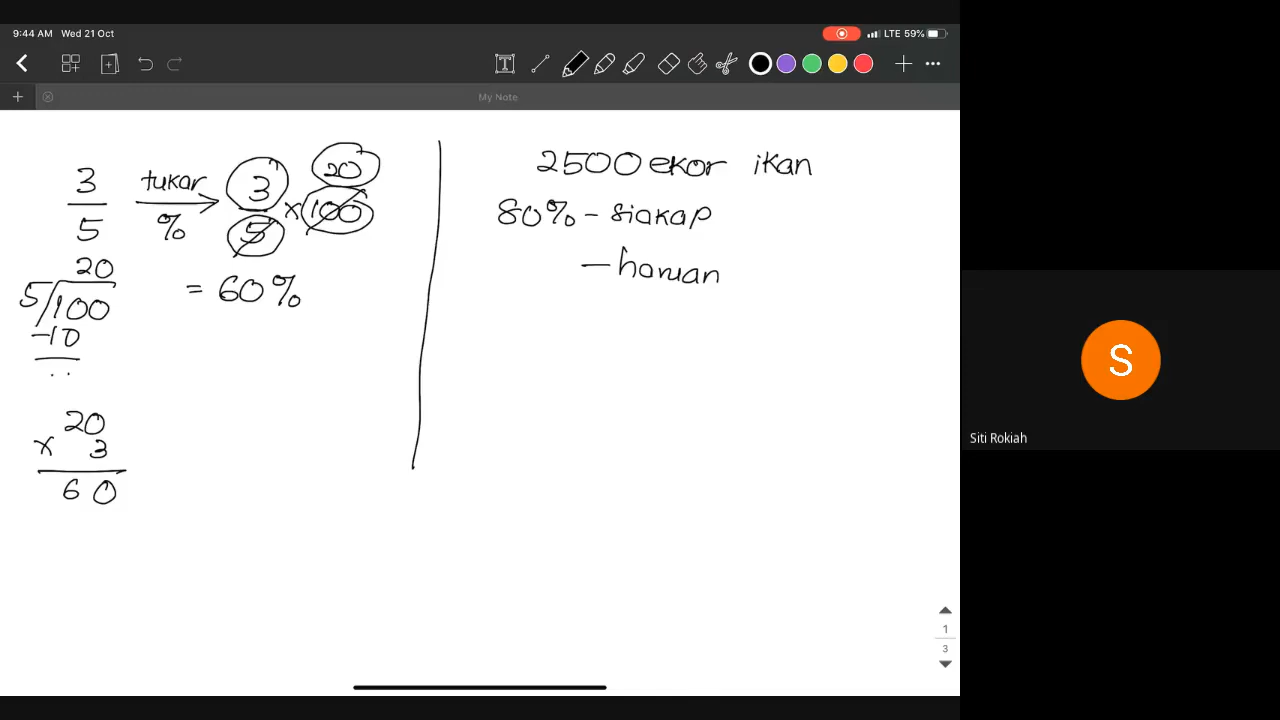 9:44 AM Wed 21 Oct
LTE 59%
My Note
3/5 tukar % 3/5 × 100 20
= 60%
20
5/100
-10
20
× 3
60
2500 ekor ikan
80% - siakap
- haruan
1
3
S
Siti Rokiah